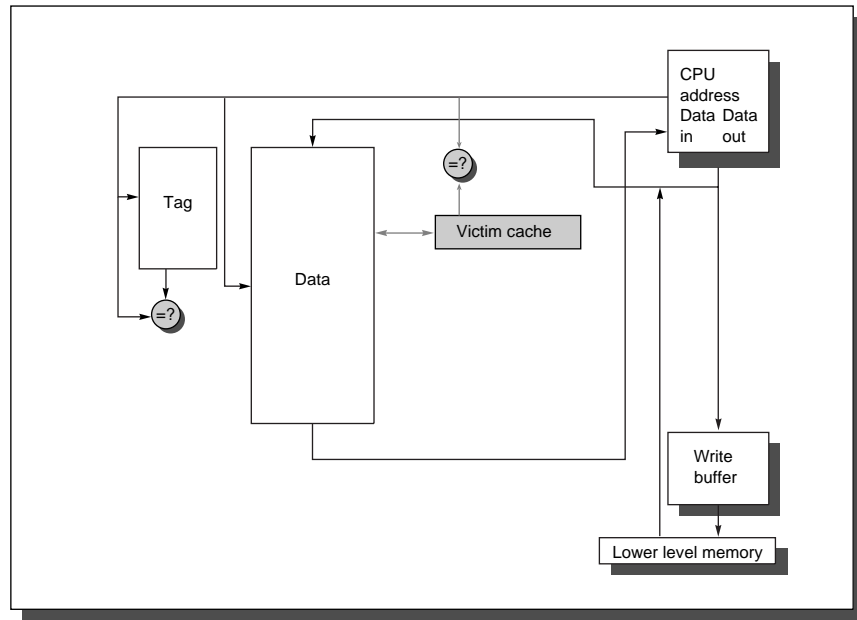 CPU
address
Data Data
in out
=?
Tag
Victim cache
Data
=?
Write
buffer
Lower level memory